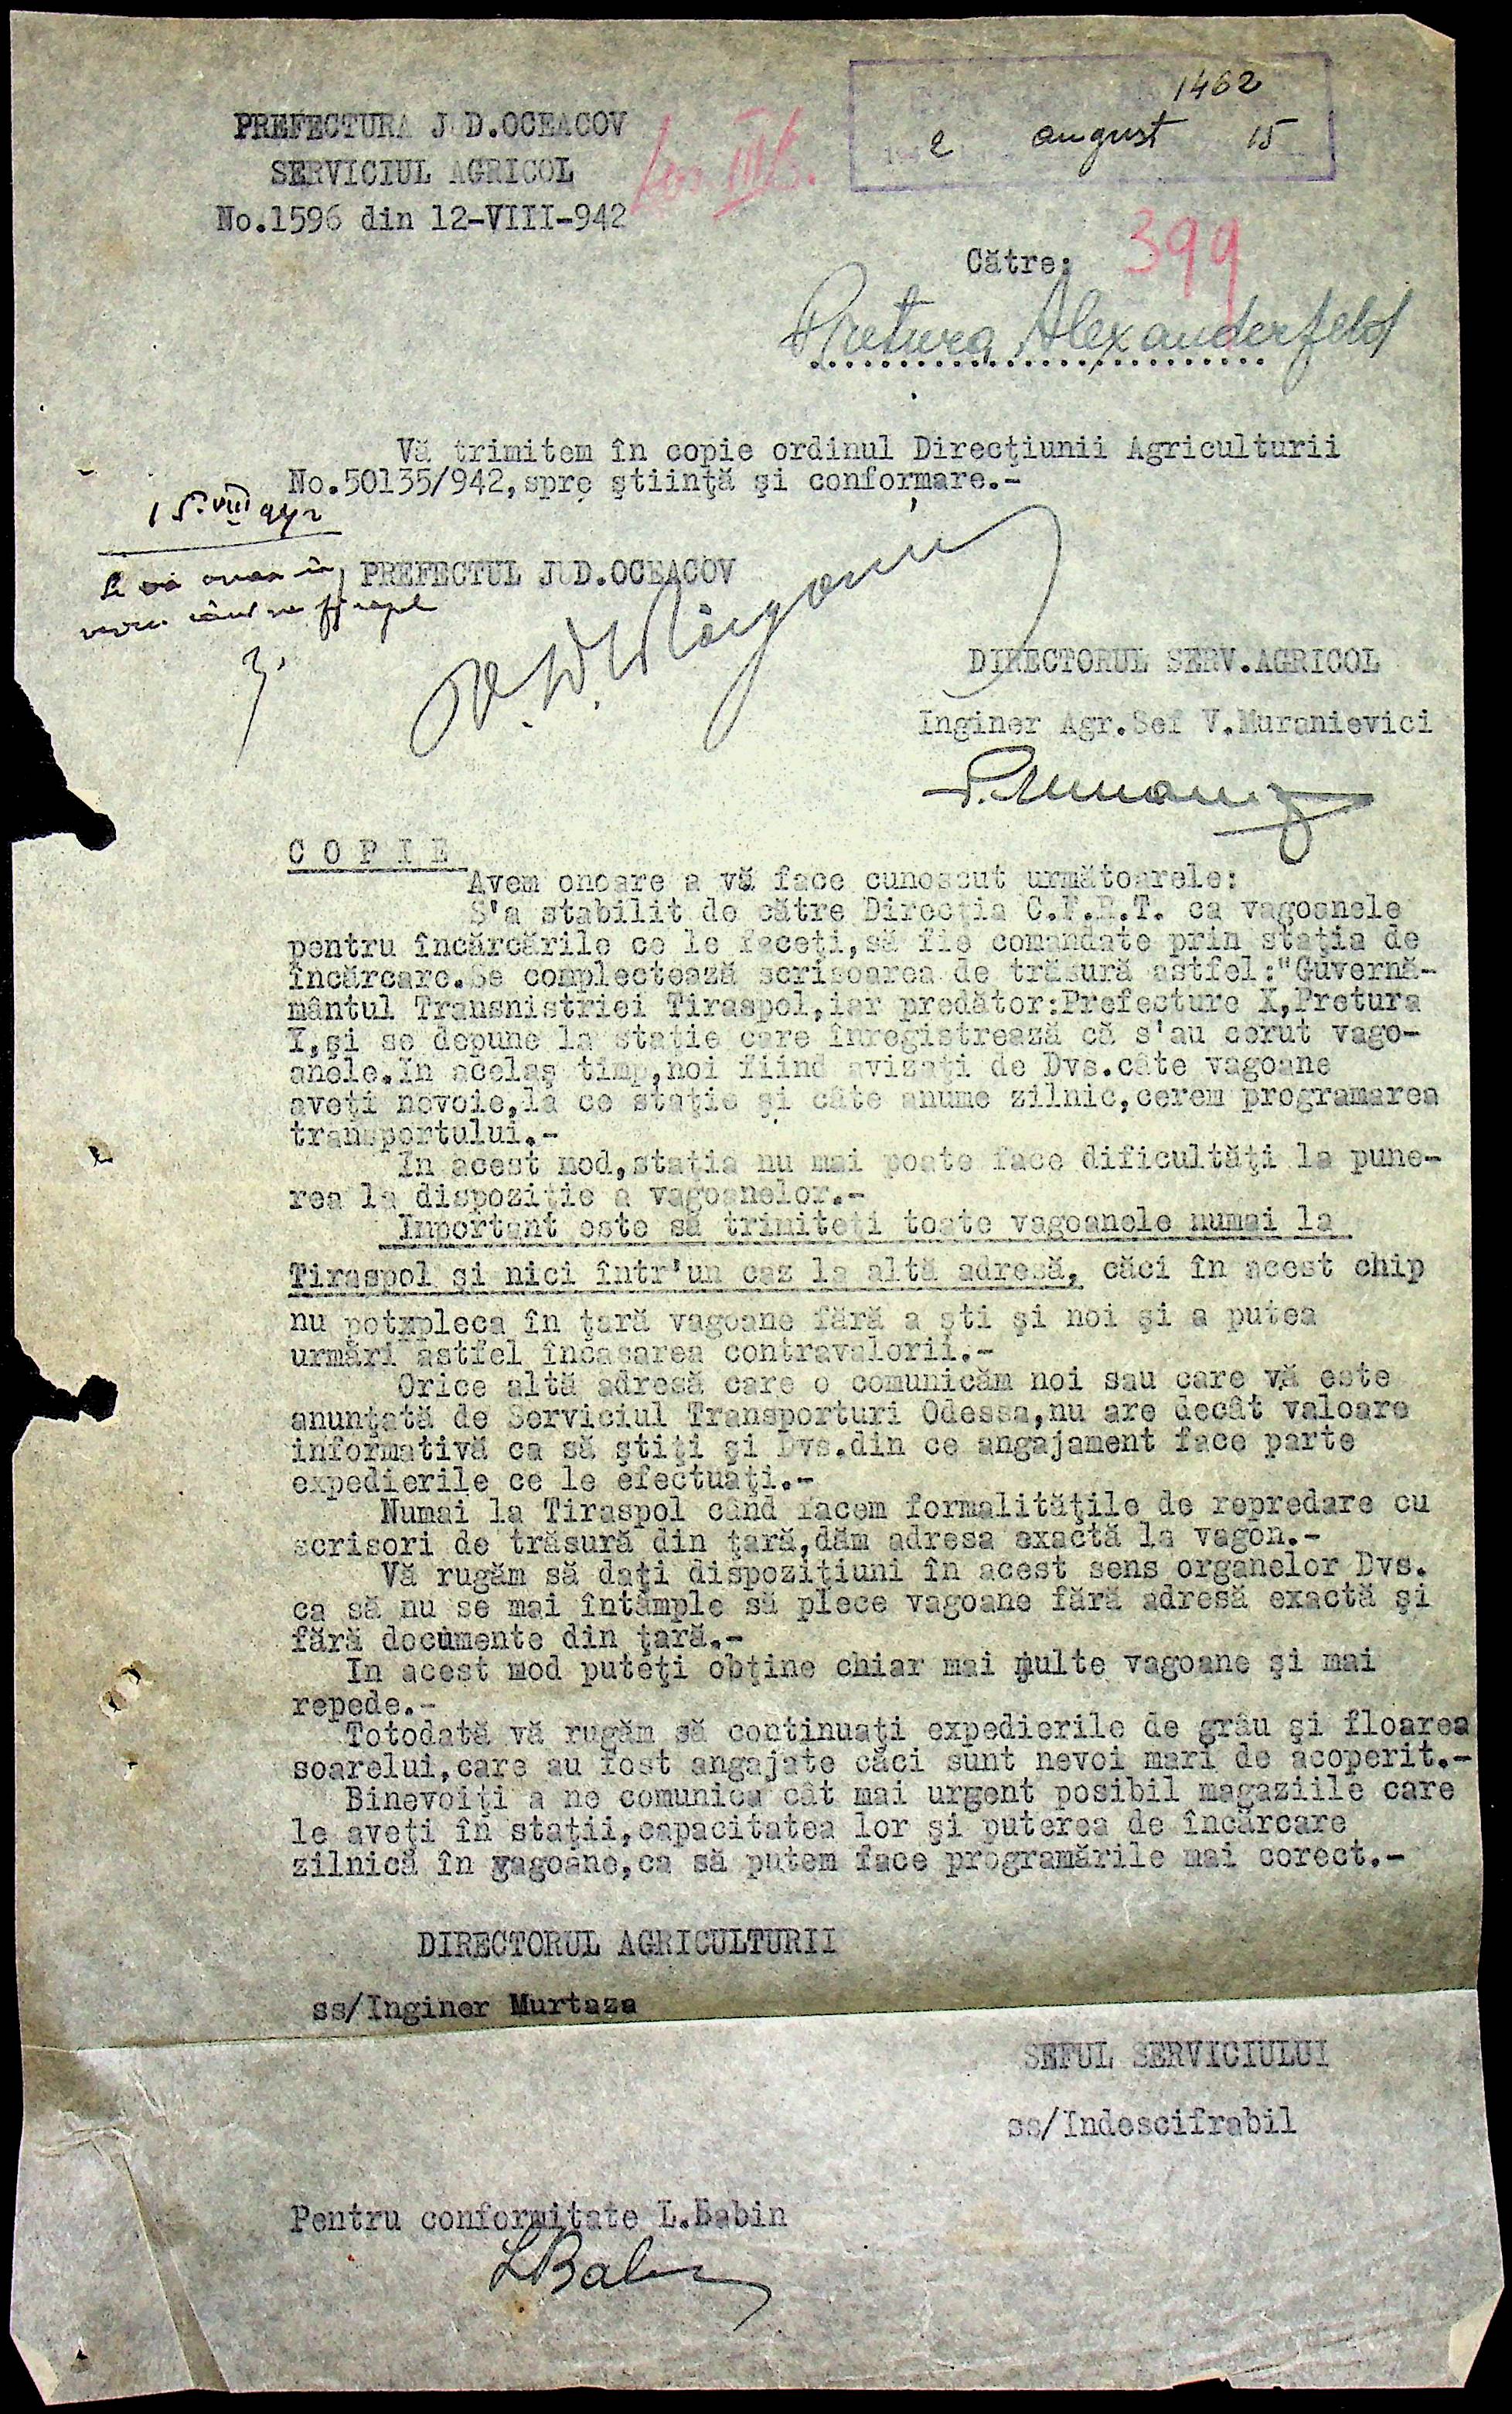 1462
2 august 15
PREFECTURA JUD.OCEACOV
SERVICIUL AGRICOL
No.1596 din 12-VIII-942
399
Către:
Pretura Alexanderfeld
Vă trimitem în copie ordinul Direcţiunii Agriculturii
No.50135/942,spre ştiinţă şi conformare.-
15.VIII 942
Se va avea în
PREFECTUL JUD.OCEACOV
DIRECTORUL SERV.AGRICOL
Inginer Agr.Sef V.Muranievici
COPIE
Avem onoare a vă face cunoscut următoarele:
S'a stabilit de către Direcţia C.F.R.T. ca vagoanele
pentru încărcările ce le faceţi,să fie comandate prin staţia de
încărcare.Se complectează scrisoarea de trăsură astfel:"Guvernă-
mântul Transnistriei Tiraspol,iar predător:Prefecture X,Pretura
Y,şi se depune la staţie care înregistrează că s'au cerut vago-
anele.In acelaş timp,noi fiind avizaţi de Dvs.câte vagoane
aveţi nevoie,la ce staţie şi câte anume zilnic,cerem programarea
transportului.-
In acest mod,staţia nu mai poate face dificultăţi la pune-
rea la dispoziţie a vagoanelor.-
Important este să trimiteţi toate vagoanele numai la
Tiraspol şi nici într'un caz la altă adresă, căci în acest chip
nu potxpleca în ţară vagoane fără a şti şi noi şi a putea
urmări astfel încasarea contravalorii.-
Orice altă adresă care o comunicăm noi sau care vă este
anunţată de Serviciul Transporturi Odessa,nu are decât valoare
informativă ca să ştiţi şi Dvs.din ce angajament face parte
expedierile ce le efectuaţi.-
Numai la Tiraspol când facem formalităţile de repredare cu
scrisori de trăsură din ţară,dăm adresa exactă la vagon.-
Vă rugăm să daţi dispoziţiuni în acest sens organelor Dvs.
ca să nu se mai întâmple să plece vagoane fără adresă exactă şi
fără documente din ţară.-
In acest mod puteţi obţine chiar mai multe vagoane şi mai
repede.-
Totodată vă rugăm să continuaţi expedierile de grâu şi floarea
soarelui,care au fost angajate căci sunt nevoi mari de acoperit.-
Binevoiţi a ne comunica cât mai urgent posibil magaziile care
le aveţi în staţii,capacitatea lor şi puterea de încărcare
zilnică în vagoane,ca să putem face programările mai corect.-
DIRECTORUL AGRICULTURII
ss/Inginer Murtaza
SEFUL SERVICIULUI
ss/Indescifrabil
Pentru conformitate L.Babin
LBabin